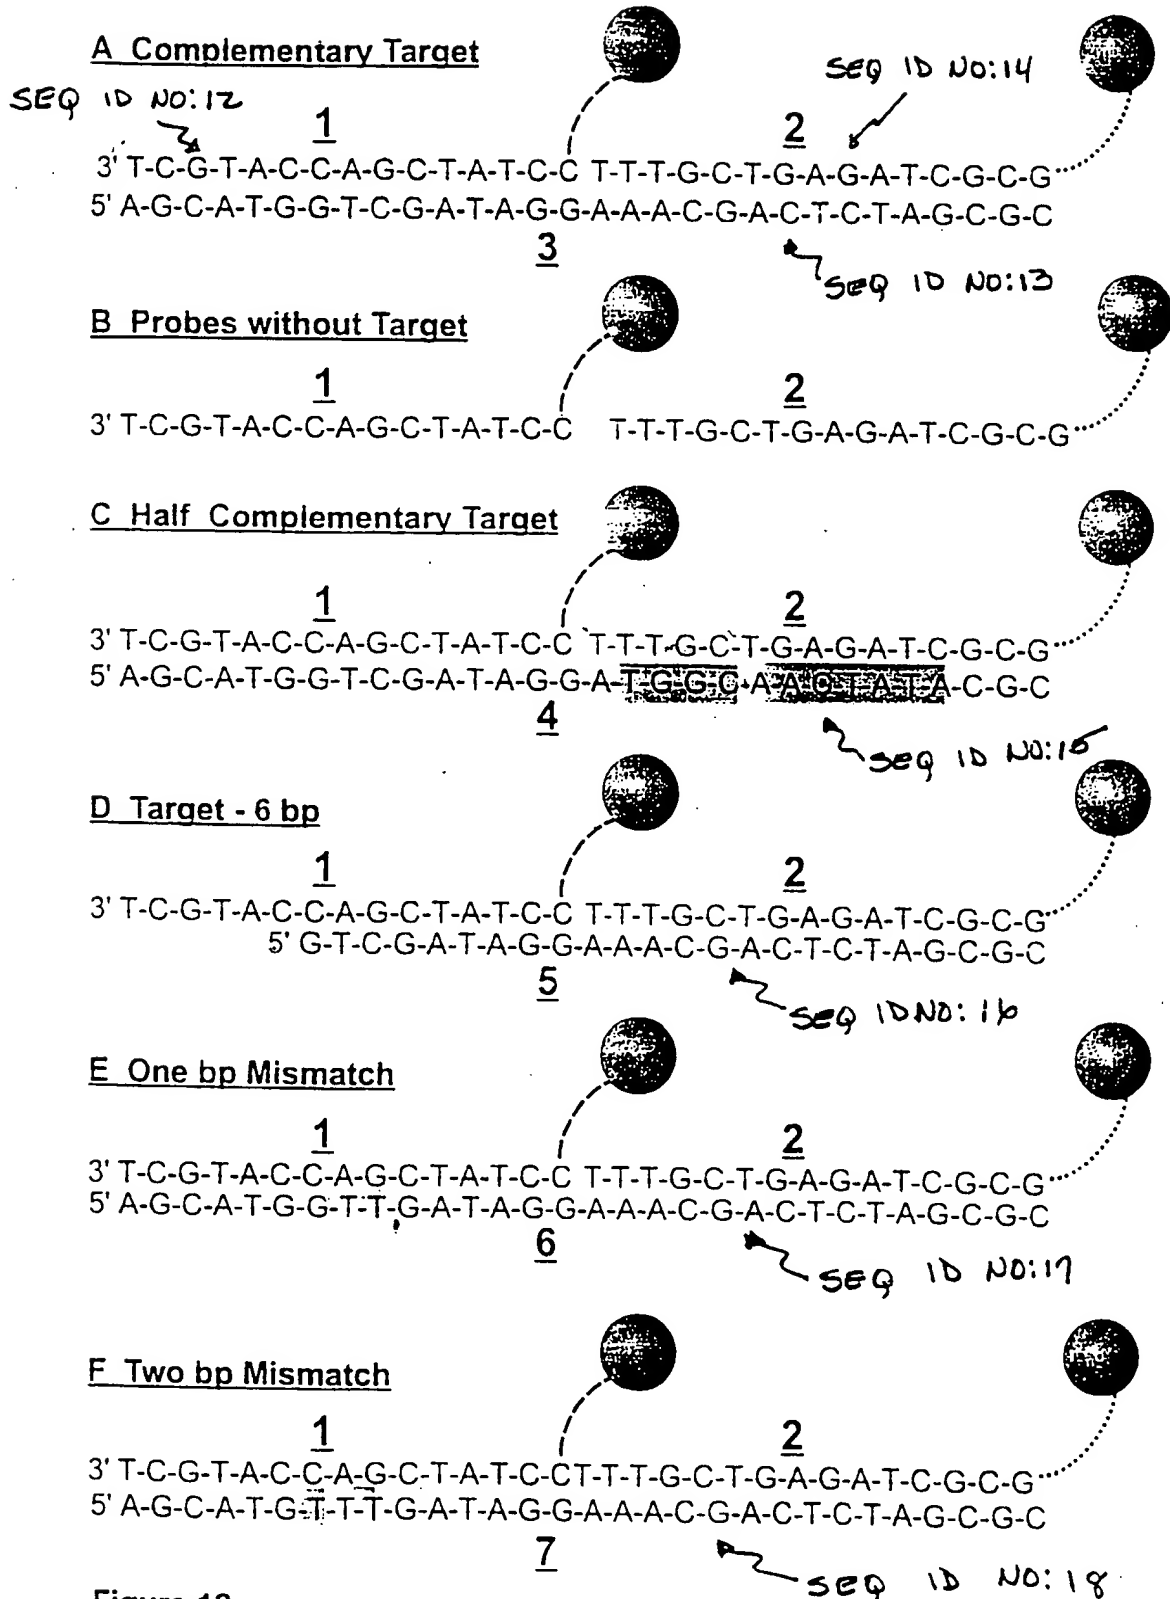 A Complementary Target
SEQ ID NO:14
SEQ ID NO:12
1
2
3' T-C-G-T-A-C-C-A-G-C-T-A-T-C-C T-T-T-G-C-T-G-A-G-A-T-C-G-C-G
5' A-G-C-A-T-G-G-T-C-G-A-T-A-G-G-A-A-A-C-G-A-C-T-C-T-A-G-C-G-C
3
SEQ ID NO:13
B Probes without Target
1
2
3' T-C-G-T-A-C-C-A-G-C-T-A-T-C-C T-T-T-G-C-T-G-A-G-A-T-C-G-C-G
C Half Complementary Target
1
2
3' T-C-G-T-A-C-C-A-G-C-T-A-T-C-C T-T-T-G-C-T-G-A-G-A-T-C-G-C-G
5' A-G-C-A-T-G-G-T-C-G-A-T-A-G-G-A-T-G-G-C-A-A-C-T-A-T-A-C-G-C
4
SEQ ID NO:15
D Target - 6 bp
1
2
3' T-C-G-T-A-C-C-A-G-C-T-A-T-C-C T-T-T-G-C-T-G-A-G-A-T-C-G-C-G
5' G-T-C-G-A-T-A-G-G-A-A-A-C-G-A-C-T-C-T-A-G-C-G-C
5
SEQ ID NO:16
E One bp Mismatch
1
2
3' T-C-G-T-A-C-C-A-G-C-T-A-T-C-C T-T-T-G-C-T-G-A-G-A-T-C-G-C-G
5' A-G-C-A-T-G-G-T-T-G-A-T-A-G-G-A-A-A-C-G-A-C-T-C-T-A-G-C-G-C
6
SEQ ID NO:17
F Two bp Mismatch
1
2
3' T-C-G-T-A-C-C-A-G-C-T-A-T-C-C-T-T-T-G-C-T-G-A-G-A-T-C-G-C-G
5' A-G-C-A-T-G-T-T-T-G-A-T-A-G-G-A-A-A-C-G-A-C-T-C-T-A-G-C-G-C
7
SEQ ID NO:18